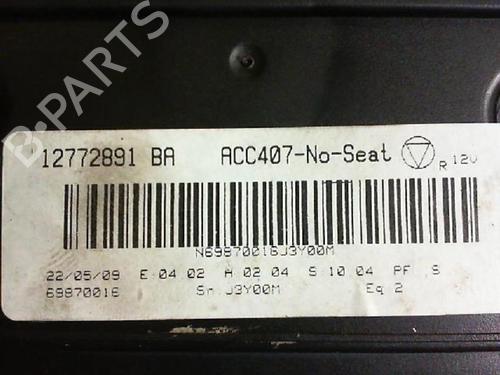 B-PARTS
12772891 BA ACC407-No-Seat R 12V
N69870016J3Y00M
22/05/09 E:04 02 A:02 04 S:10 04 PF:S
69870016 Sn:J3Y00M Eq 2